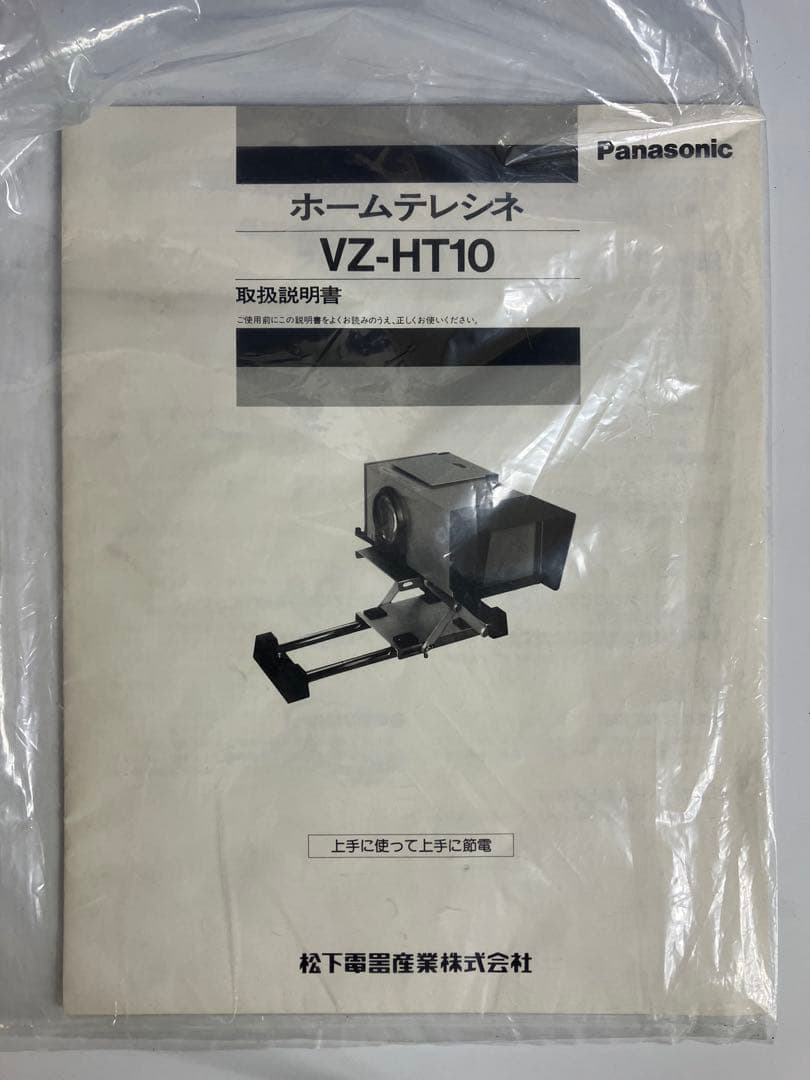 Panasonic
ホームテレシネ
VZ-HT10
取扱説明書
ご使用前にこの説明書をよくお読みのうえ、正しくお使いください。
上手に使って上手に節電
松下電器産業株式会社